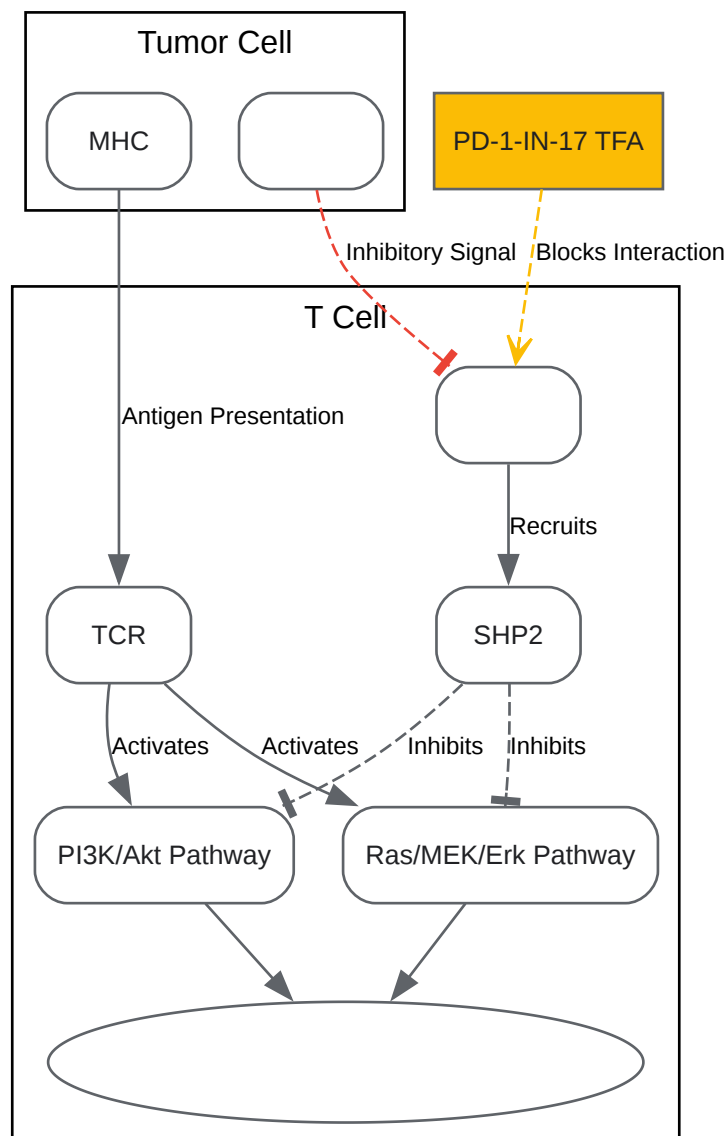 Tumor Cell
MHC
PD-1-IN-17 TFA
Inhibitory Signal
Blocks Interaction
T Cell
Antigen Presentation
Recruits
TCR
SHP2
Activates
Activates
Inhibits
Inhibits
PI3K/Akt Pathway
Ras/MEK/Erk Pathway